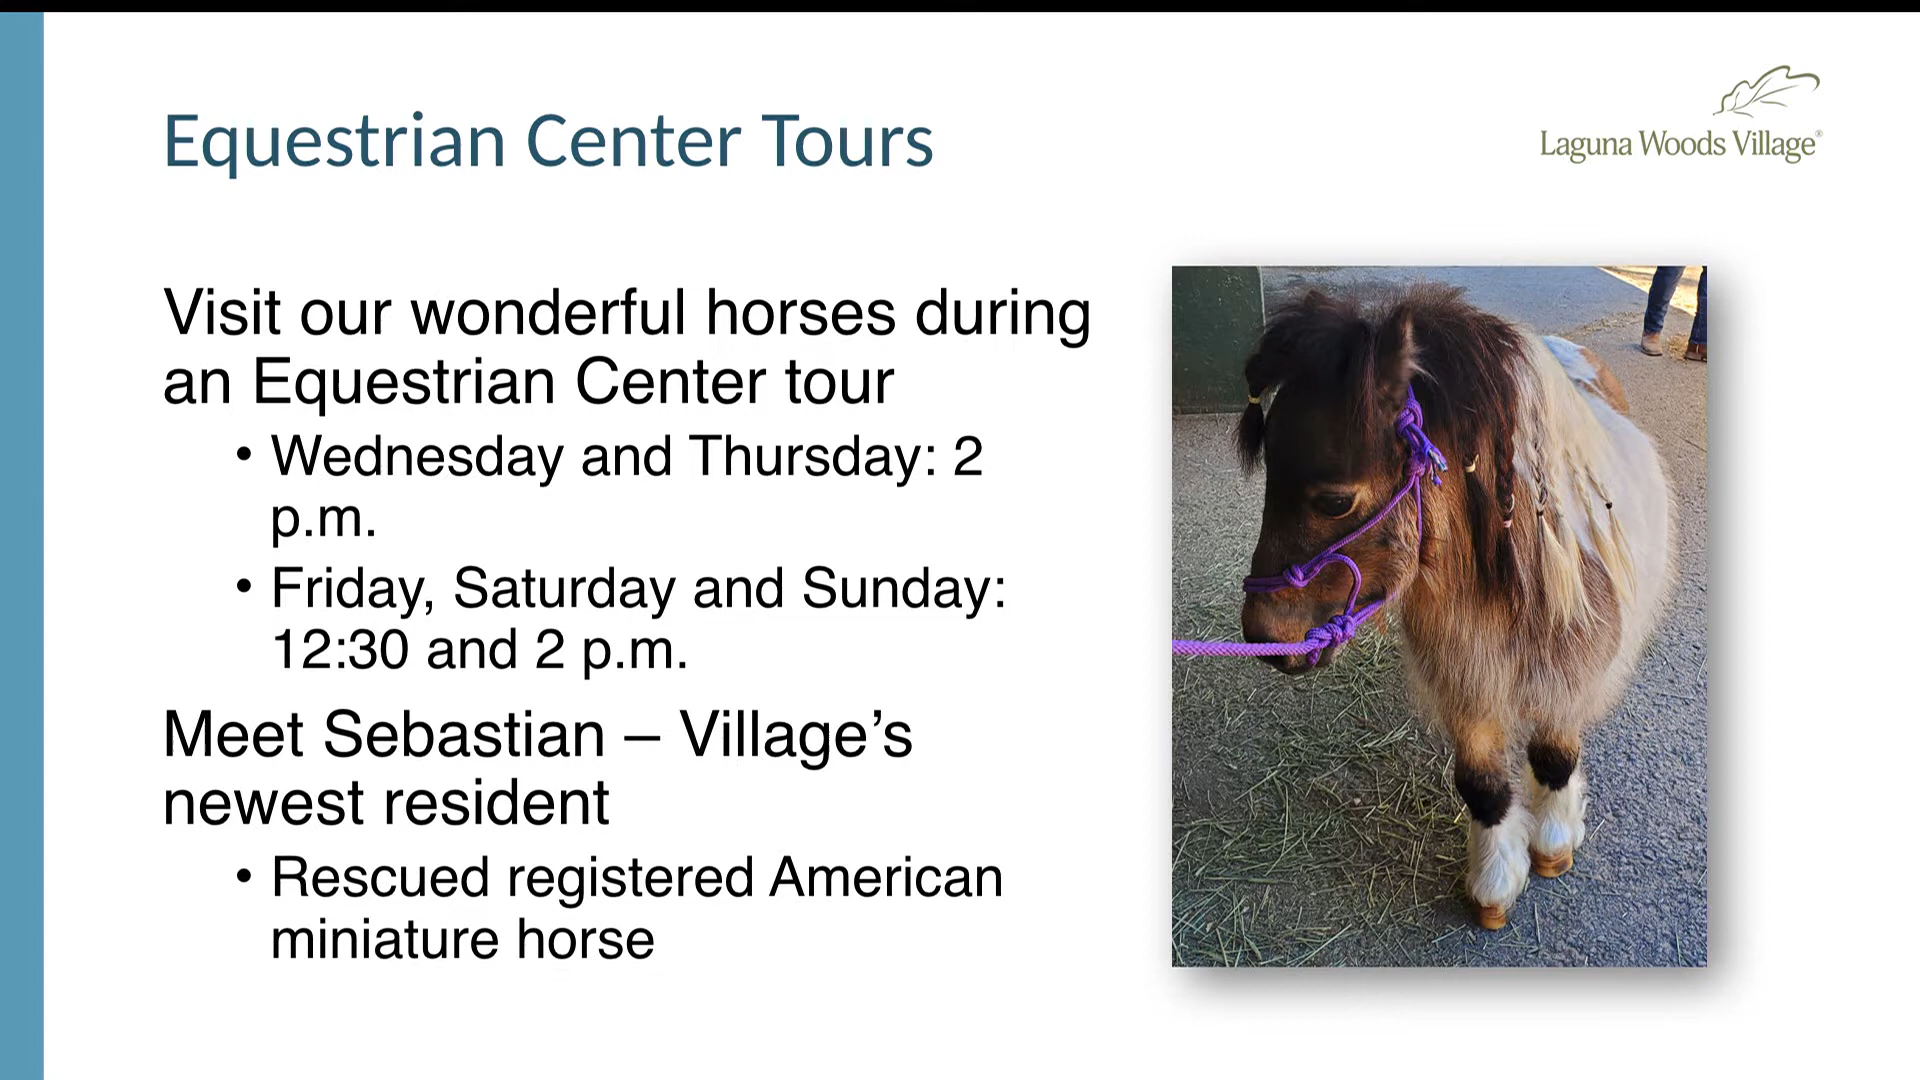 Equestrian Center Tours
Laguna Woods Village®
Visit our wonderful horses during
an Equestrian Center tour
• Wednesday and Thursday: 2
p.m.
• Friday, Saturday and Sunday:
12:30 and 2 p.m.
Meet Sebastian – Village’s
newest resident
• Rescued registered American
miniature horse